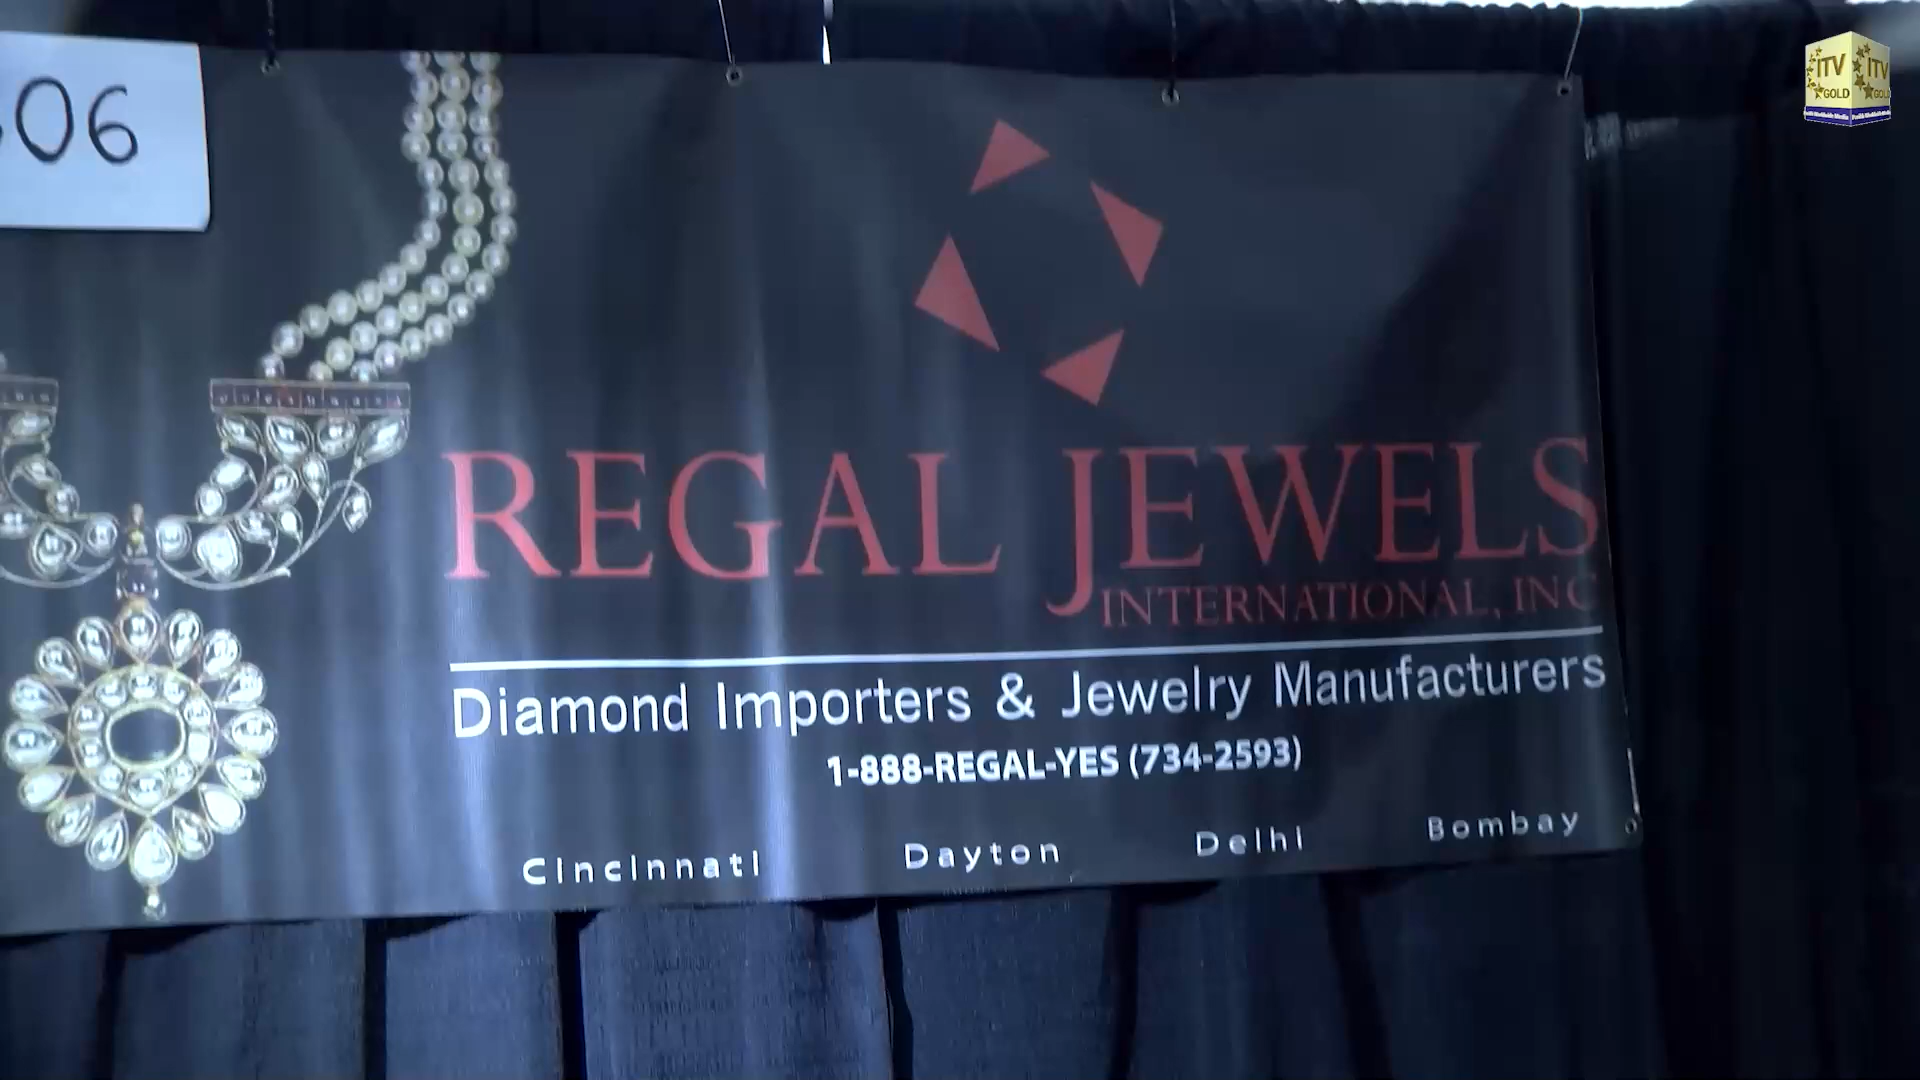 06
ITV ITV
GOLD GOLD
REGAL JEWELS
INTERNATIONAL, INC
Diamond Importers & Jewelry Manufacturers
1-888-REGAL-YES (734-2593)
Cincinnati Dayton Delhi Bombay